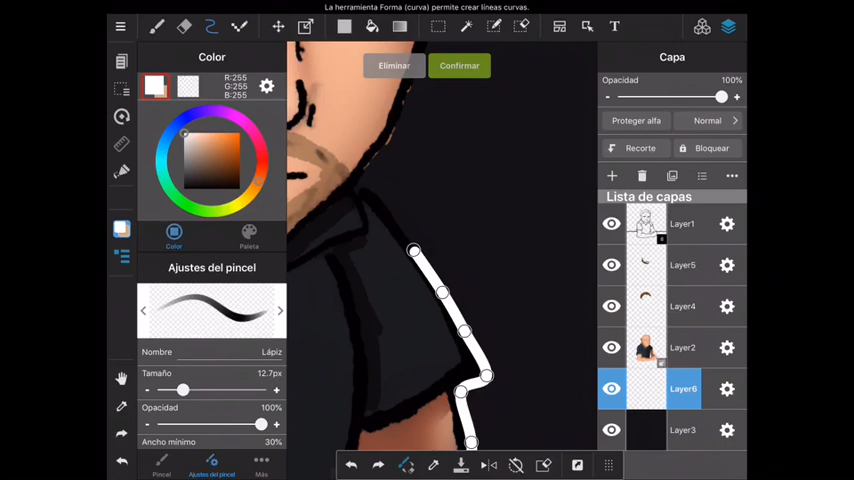 La herramienta Forma (curva) permite crear líneas curvas.
T
Color
R:255
G:255
B:255
Color
Paleta
Ajustes del pincel
Nombre
Lápiz
Tamaño
12.7px
-
+
Opacidad
100%
-
+
Ancho mínimo
30%
Pincel
Ajustes del pincel
Más
Eliminar
Confirmar
Capa
Opacidad
100%
-
+
Proteger alfa
Normal
Recorte
Bloquear
Lista de capas
Layer1
Layer5
Layer4
Layer2
Layer6
Layer3